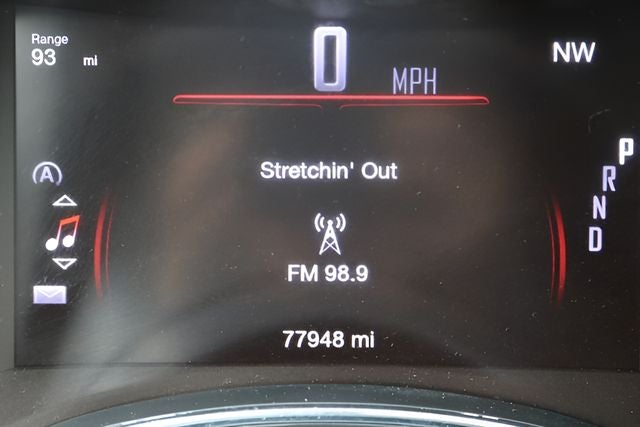 Range
93 mi
0 MPH
NW
Stretchin' Out
A
P
R
N
D
FM 98.9
77948 mi